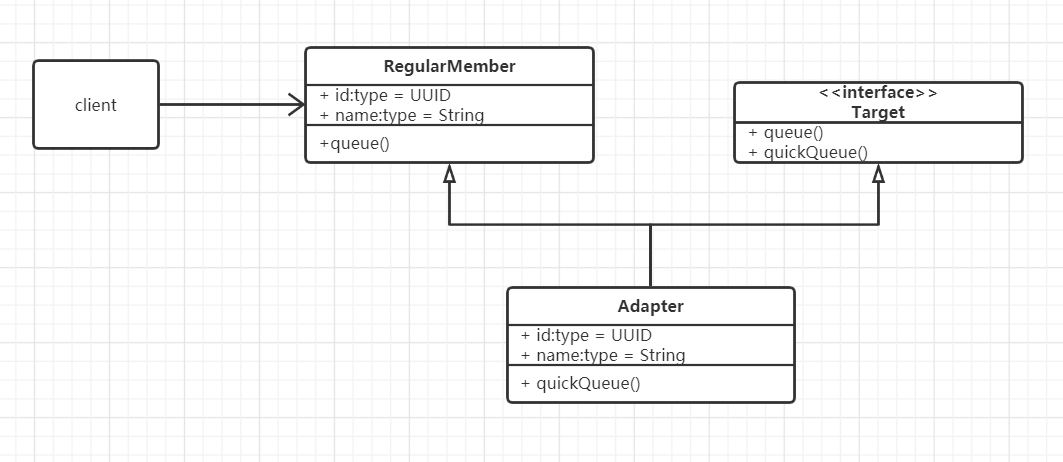 client
RegularMember
+ id:type = UUID
+ name:type = String
+queue()
<<interface>>
Target
+ queue()
+ quickQueue()
Adapter
+ id:type = UUID
+ name:type = String
+ quickQueue()